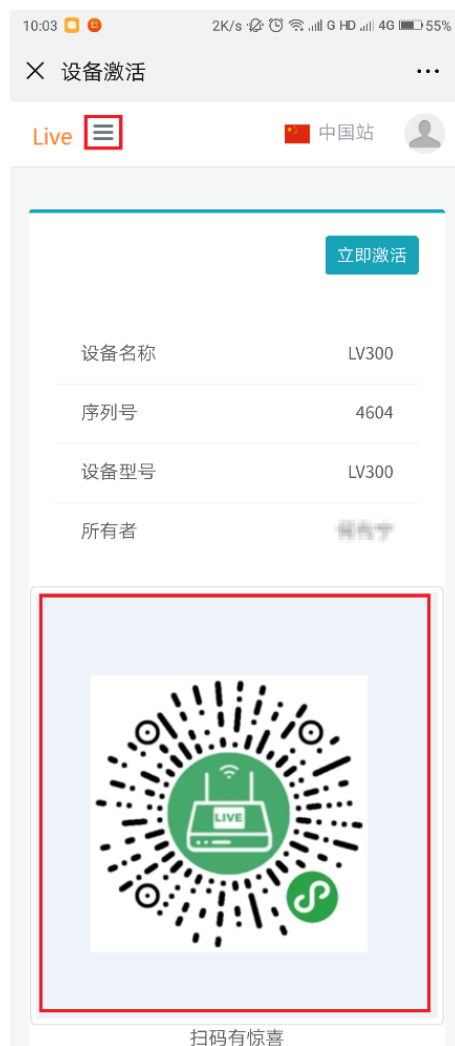 10:03 2K/s G HD 4G 55%
设备激活
Live 中国站
立即激活
设备名称 LV300
序列号 4604
设备型号 LV300
所有者
LIVE
扫码有惊喜